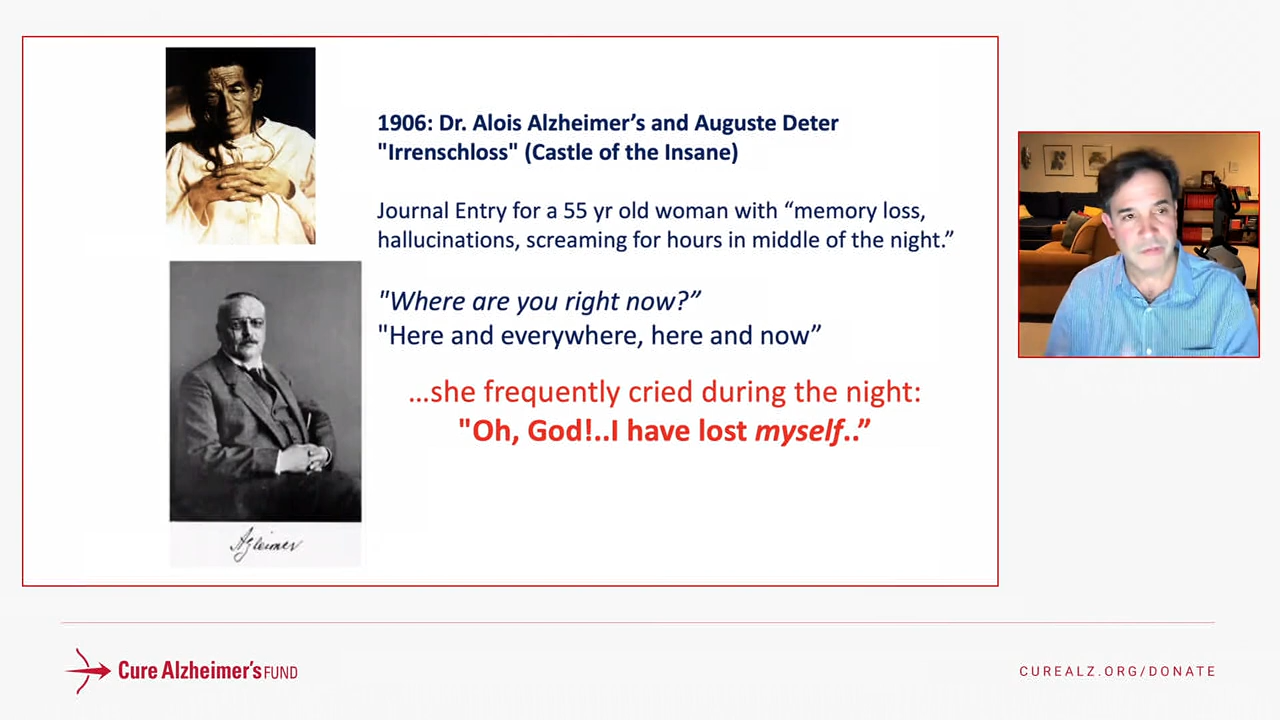 1906: Dr. Alois Alzheimer’s and Auguste Deter
"Irrenschloss" (Castle of the Insane)
Journal Entry for a 55 yr old woman with “memory loss,
hallucinations, screaming for hours in middle of the night.”
"Where are you right now?”
"Here and everywhere, here and now”
...she frequently cried during the night:
"Oh, God!..I have lost myself..”
Cure Alzheimer's FUND
CUREALZ.ORG/DONATE